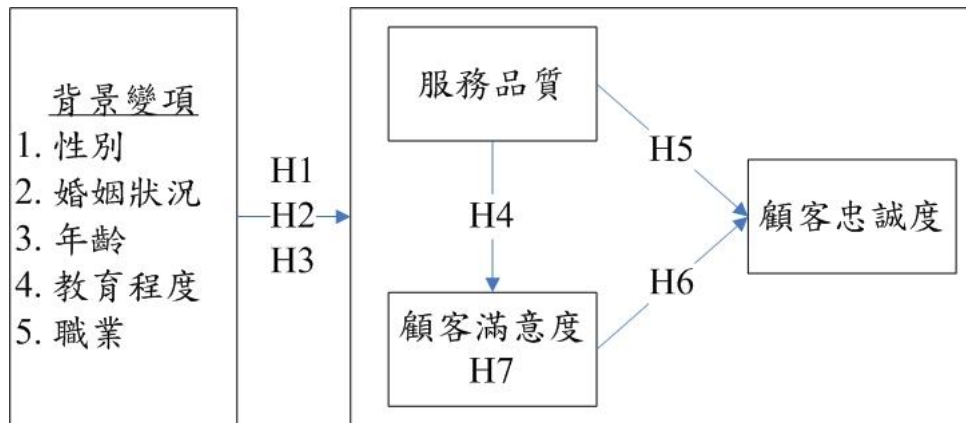 背景變項
1. 性別
2. 婚姻狀況
3. 年齡
4. 教育程度
5. 職業
H1
H2
H3
服務品質
H4
H5
顧客滿意度
H7
H6
顧客忠誠度